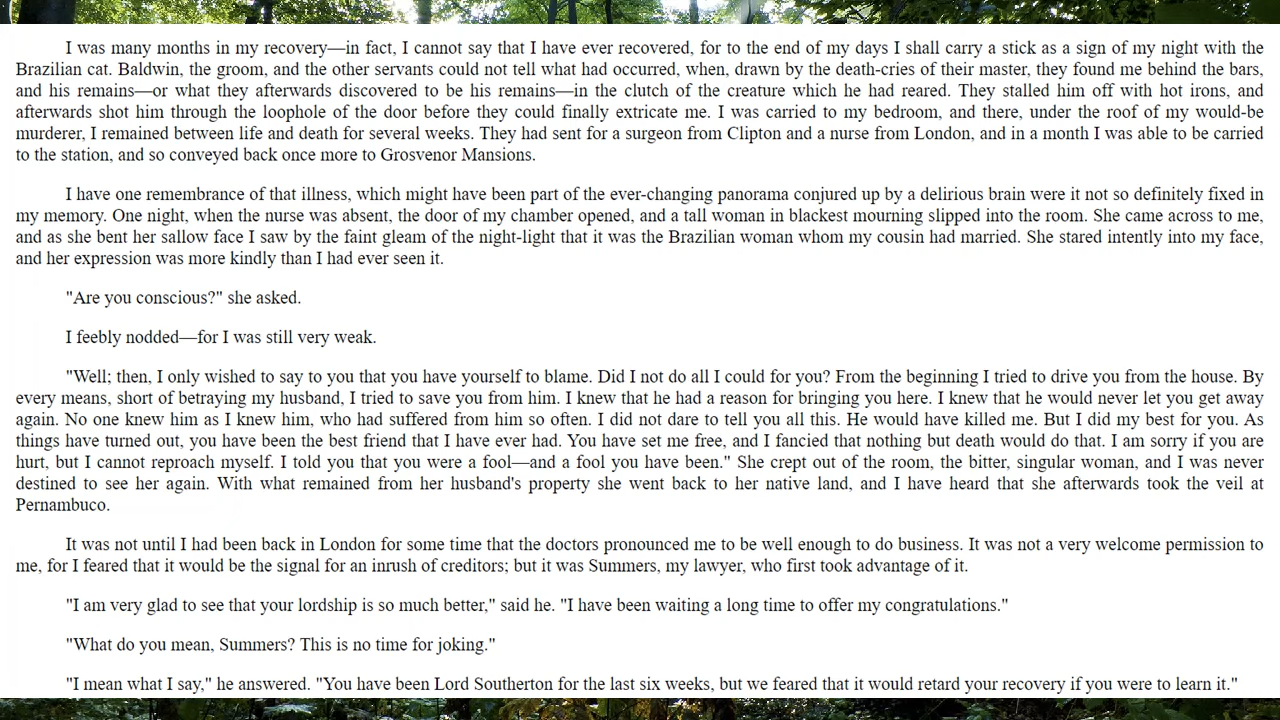 I was many months in my recovery—in fact, I cannot say that I have ever recovered, for to the end of my days I shall carry a stick as a sign of my night with the
Brazilian cat. Baldwin, the groom, and the other servants could not tell what had occurred, when, drawn by the death-cries of their master, they found me behind the bars,
and his remains—or what they afterwards discovered to be his remains—in the clutch of the creature which he had reared. They stalled him off with hot irons, and
afterwards shot him through the loophole of the door before they could finally extricate me. I was carried to my bedroom, and there, under the roof of my would-be
murderer, I remained between life and death for several weeks. They had sent for a surgeon from Clipton and a nurse from London, and in a month I was able to be carried
to the station, and so conveyed back once more to Grosvenor Mansions.
I have one remembrance of that illness, which might have been part of the ever-changing panorama conjured up by a delirious brain were it not so definitely fixed in
my memory. One night, when the nurse was absent, the door of my chamber opened, and a tall woman in blackest mourning slipped into the room. She came across to me,
and as she bent her sallow face I saw by the faint gleam of the night-light that it was the Brazilian woman whom my cousin had married. She stared intently into my face,
and her expression was more kindly than I had ever seen it.
"Are you conscious?" she asked.
I feebly nodded—for I was still very weak.
"Well; then, I only wished to say to you that you have yourself to blame. Did I not do all I could for you? From the beginning I tried to drive you from the house. By
every means, short of betraying my husband, I tried to save you from him. I knew that he had a reason for bringing you here. I knew that he would never let you get away
again. No one knew him as I knew him, who had suffered from him so often. I did not dare to tell you all this. He would have killed me. But I did my best for you. As
things have turned out, you have been the best friend that I have ever had. You have set me free, and I fancied that nothing but death would do that. I am sorry if you are
hurt, but I cannot reproach myself. I told you that you were a fool—and a fool you have been." She crept out of the room, the bitter, singular woman, and I was never
destined to see her again. With what remained from her husband's property she went back to her native land, and I have heard that she afterwards took the veil at
Pernambuco.
It was not until I had been back in London for some time that the doctors pronounced me to be well enough to do business. It was not a very welcome permission to
me, for I feared that it would be the signal for an inrush of creditors; but it was Summers, my lawyer, who first took advantage of it.
"I am very glad to see that your lordship is so much better," said he. "I have been waiting a long time to offer my congratulations."
"What do you mean, Summers? This is no time for joking."
"I mean what I say," he answered. "You have been Lord Southerton for the last six weeks, but we feared that it would retard your recovery if you were to learn it."